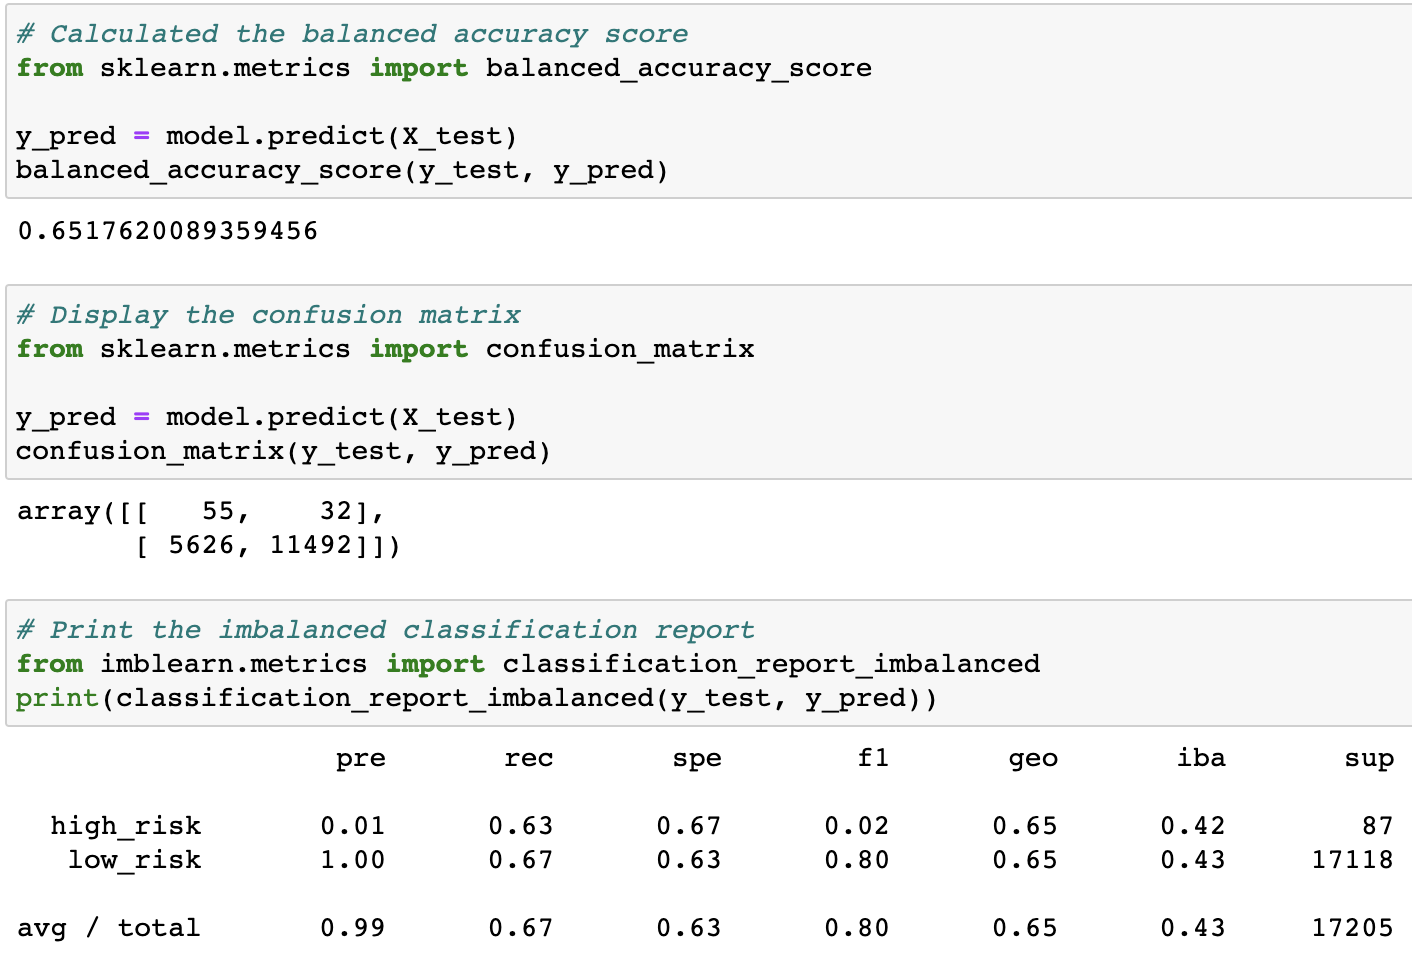 # Calculated the balanced accuracy score
from sklearn.metrics import balanced_accuracy_score
y_pred = model.predict(X_test)
balanced_accuracy_score(y_test, y_pred)
0.6517620089359456
# Display the confusion matrix
from sklearn.metrics import confusion_matrix
y_pred = model.predict(X_test)
confusion_matrix(y_test, y_pred)
array([[   55,    32],
       [ 5626, 11492]])
# Print the imbalanced classification report
from imblearn.metrics import classification_report_imbalanced
print(classification_report_imbalanced(y_test, y_pred))
                   pre       rec       spe        f1       geo       iba       sup
  high_risk       0.01      0.63      0.67      0.02      0.65      0.42        87
   low_risk       1.00      0.67      0.63      0.80      0.65      0.43     17118
avg / total       0.99      0.67      0.63      0.80      0.65      0.43     17205